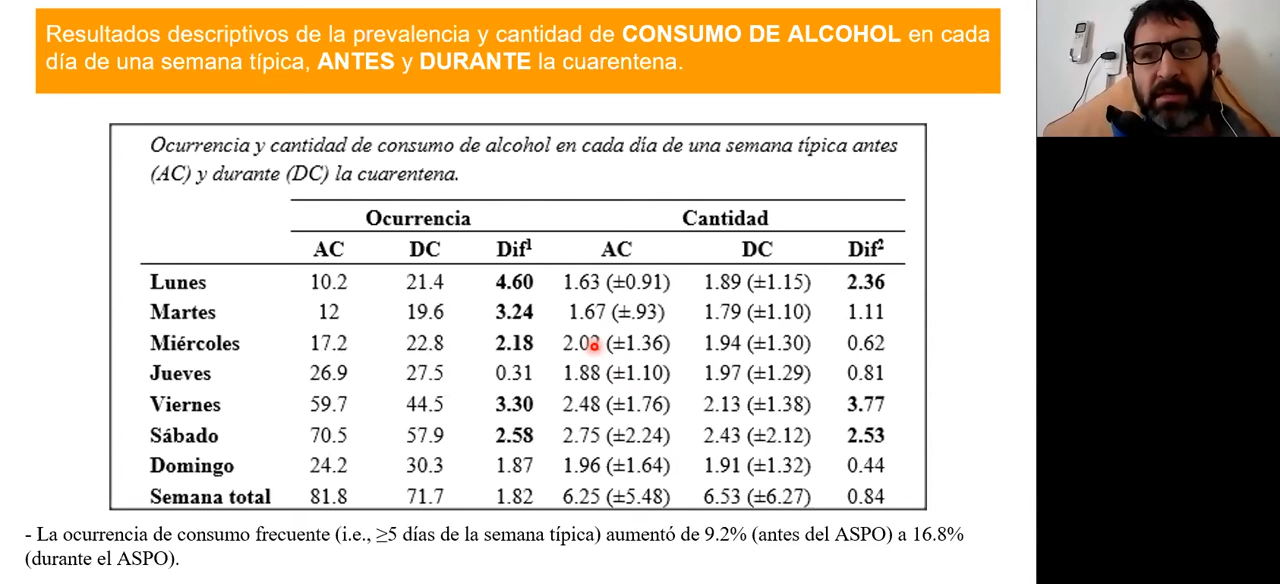 Resultados descriptivos de la prevalencia y cantidad de CONSUMO DE ALCOHOL en cada
día de una semana típica, ANTES y DURANTE la cuarentena.
Ocurrencia y cantidad de consumo de alcohol en cada día de una semana típica antes
(AC) y durante (DC) la cuarentena.
Ocurrencia Cantidad
AC DC Dif¹ AC DC Dif²
Lunes 10.2 21.4 4.60 1.63 (±0.91) 1.89 (±1.15) 2.36
Martes 12 19.6 3.24 1.67 (±.93) 1.79 (±1.10) 1.11
Miércoles 17.2 22.8 2.18 (±1.36) 1.94 (±1.30) 0.62
Jueves 26.9 27.5 0.31 1.88 (±1.10) 1.97 (±1.29) 0.81
Viernes 59.7 44.5 3.30 2.48 (±1.76) 2.13 (±1.38) 3.77
Sábado 70.5 57.9 2.58 2.75 (±2.24) 2.43 (±2.12) 2.53
Domingo 24.2 30.3 1.87 1.96 (±1.64) 1.91 (±1.32) 0.44
Semana total 81.8 71.7 1.82 6.25 (±5.48) 6.53 (±6.27) 0.84
- La ocurrencia de consumo frecuente (i.e., ≥5 días de la semana típica) aumentó de 9.2% (antes del ASPO) a 16.8%
(durante el ASPO).